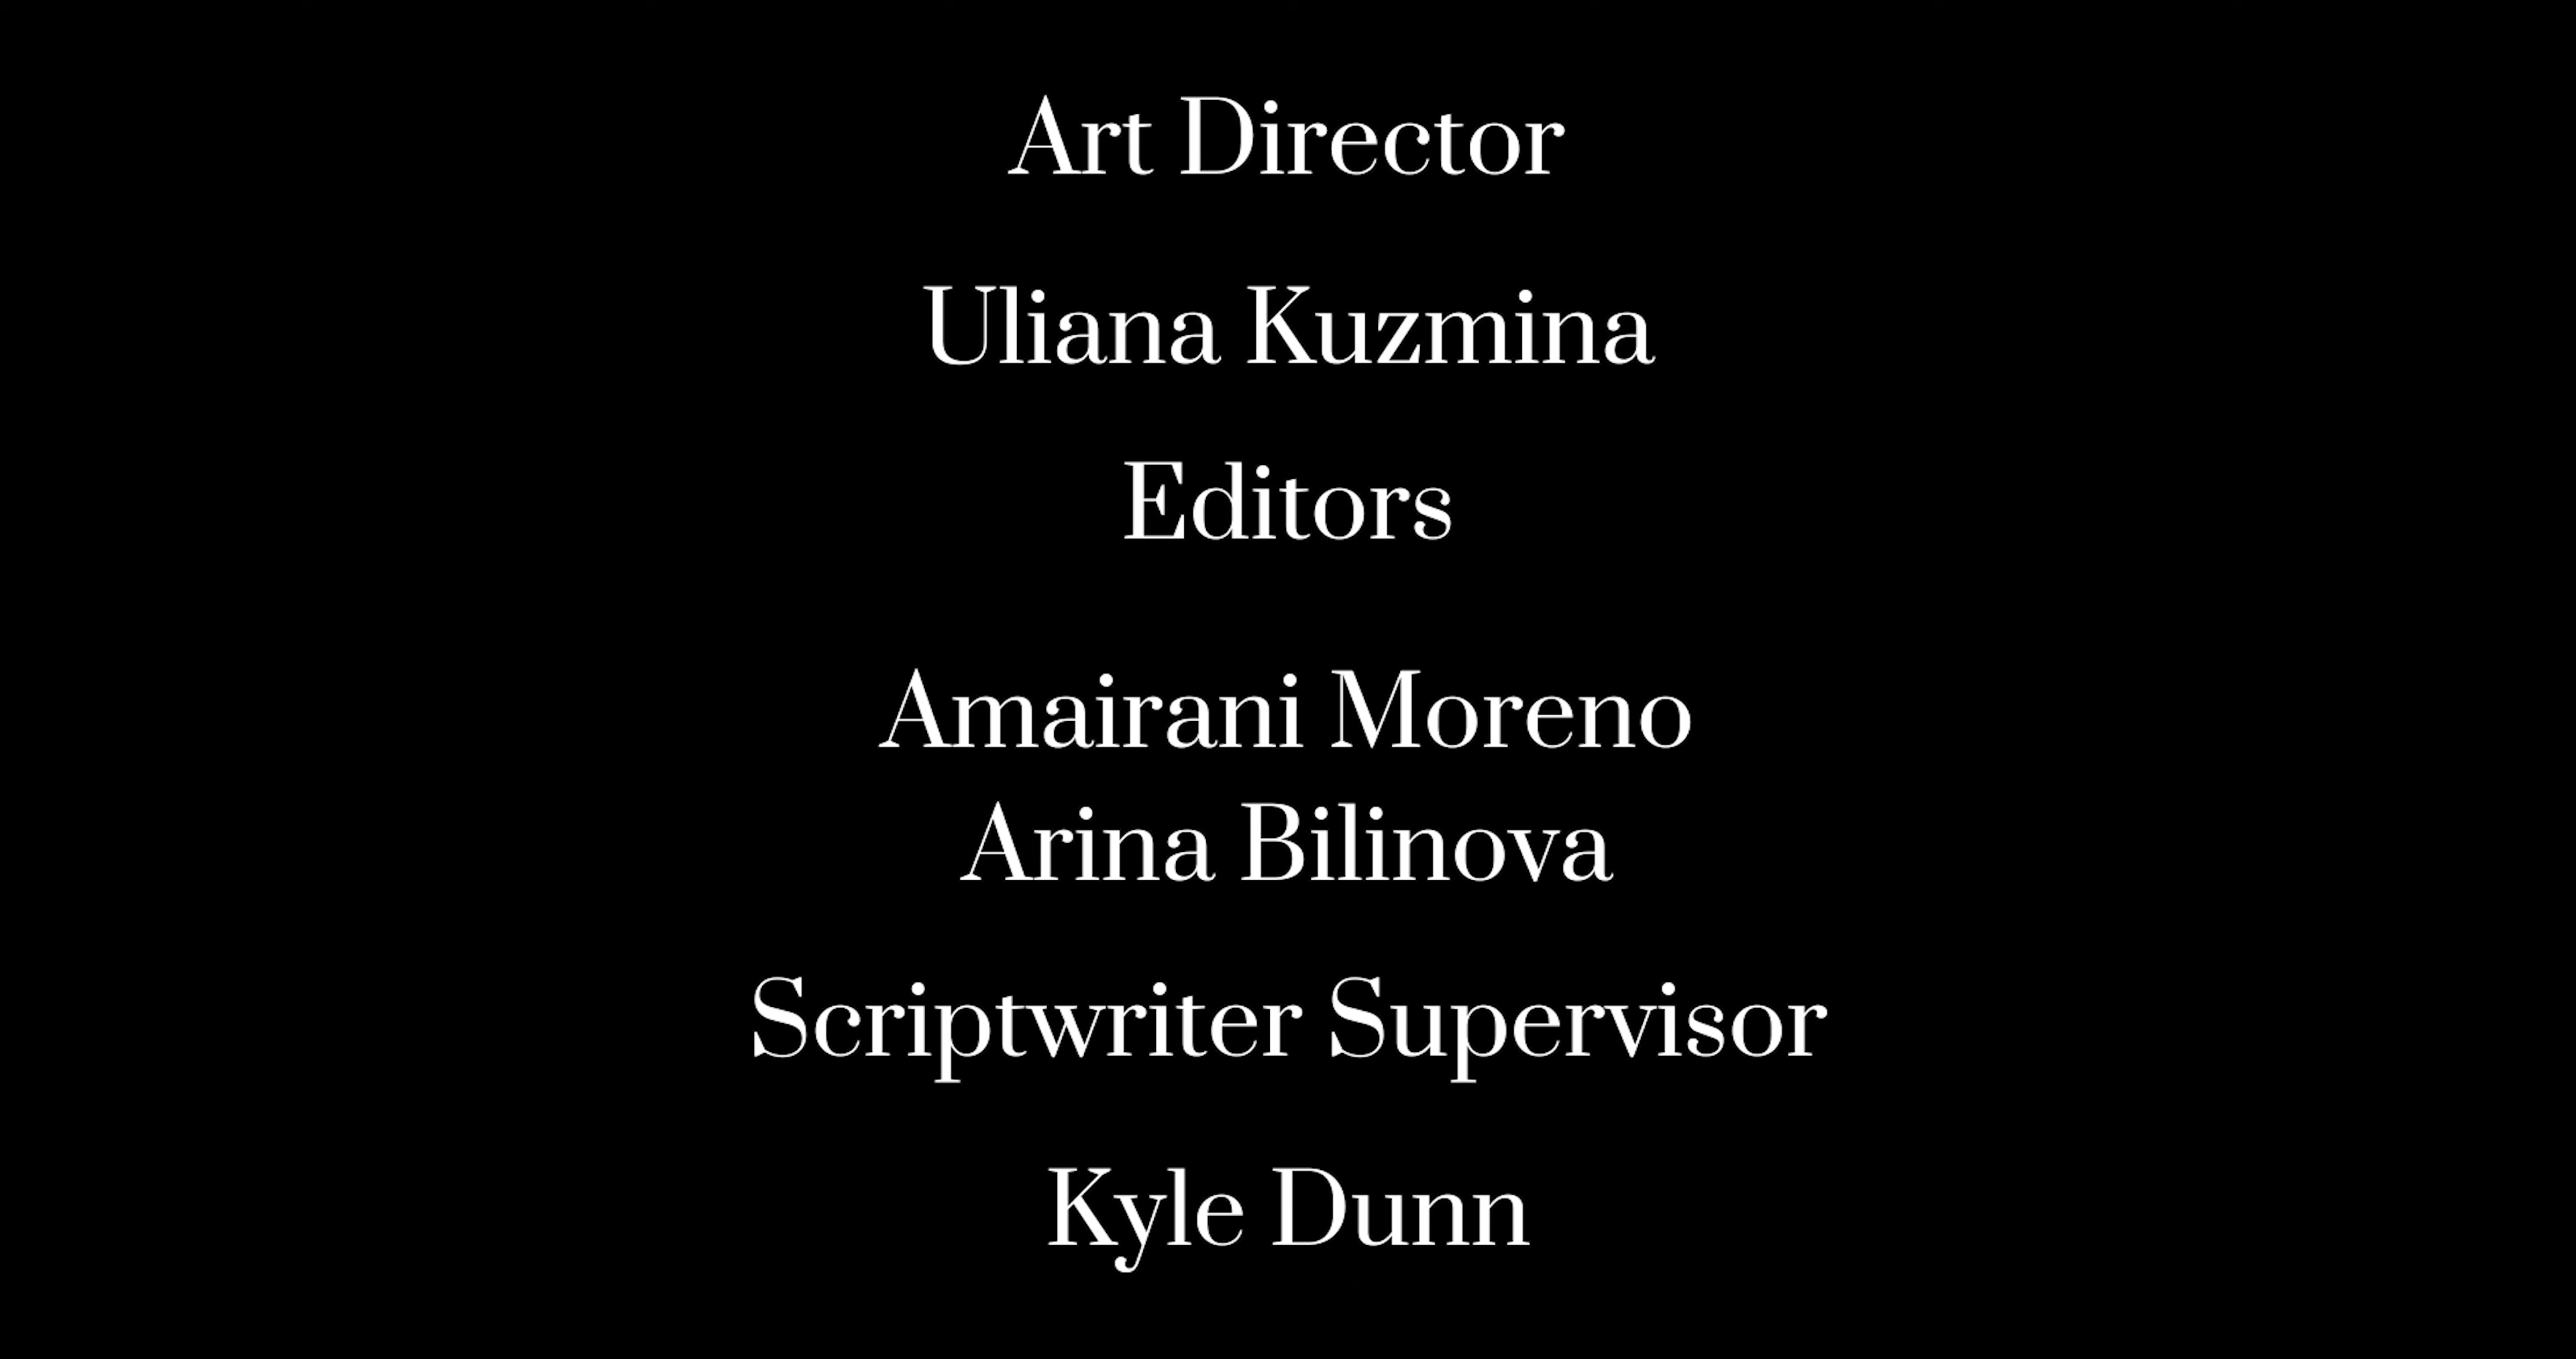 Art Director
Uliana Kuzmina
Editors
Amairani Moreno
Arina Bilinova
Scriptwriter Supervisor
Kyle Dunn